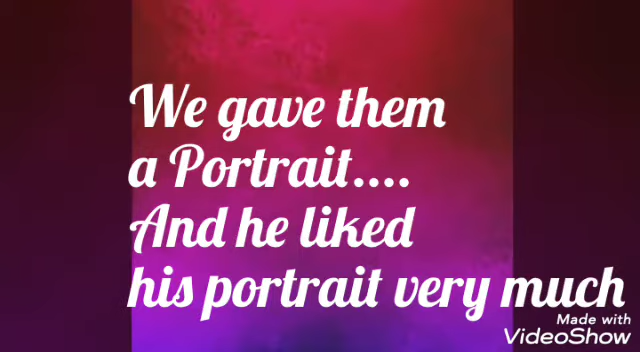 We gave them
a Portrait....
And he liked
his portrait very much
Made with
VideoShow